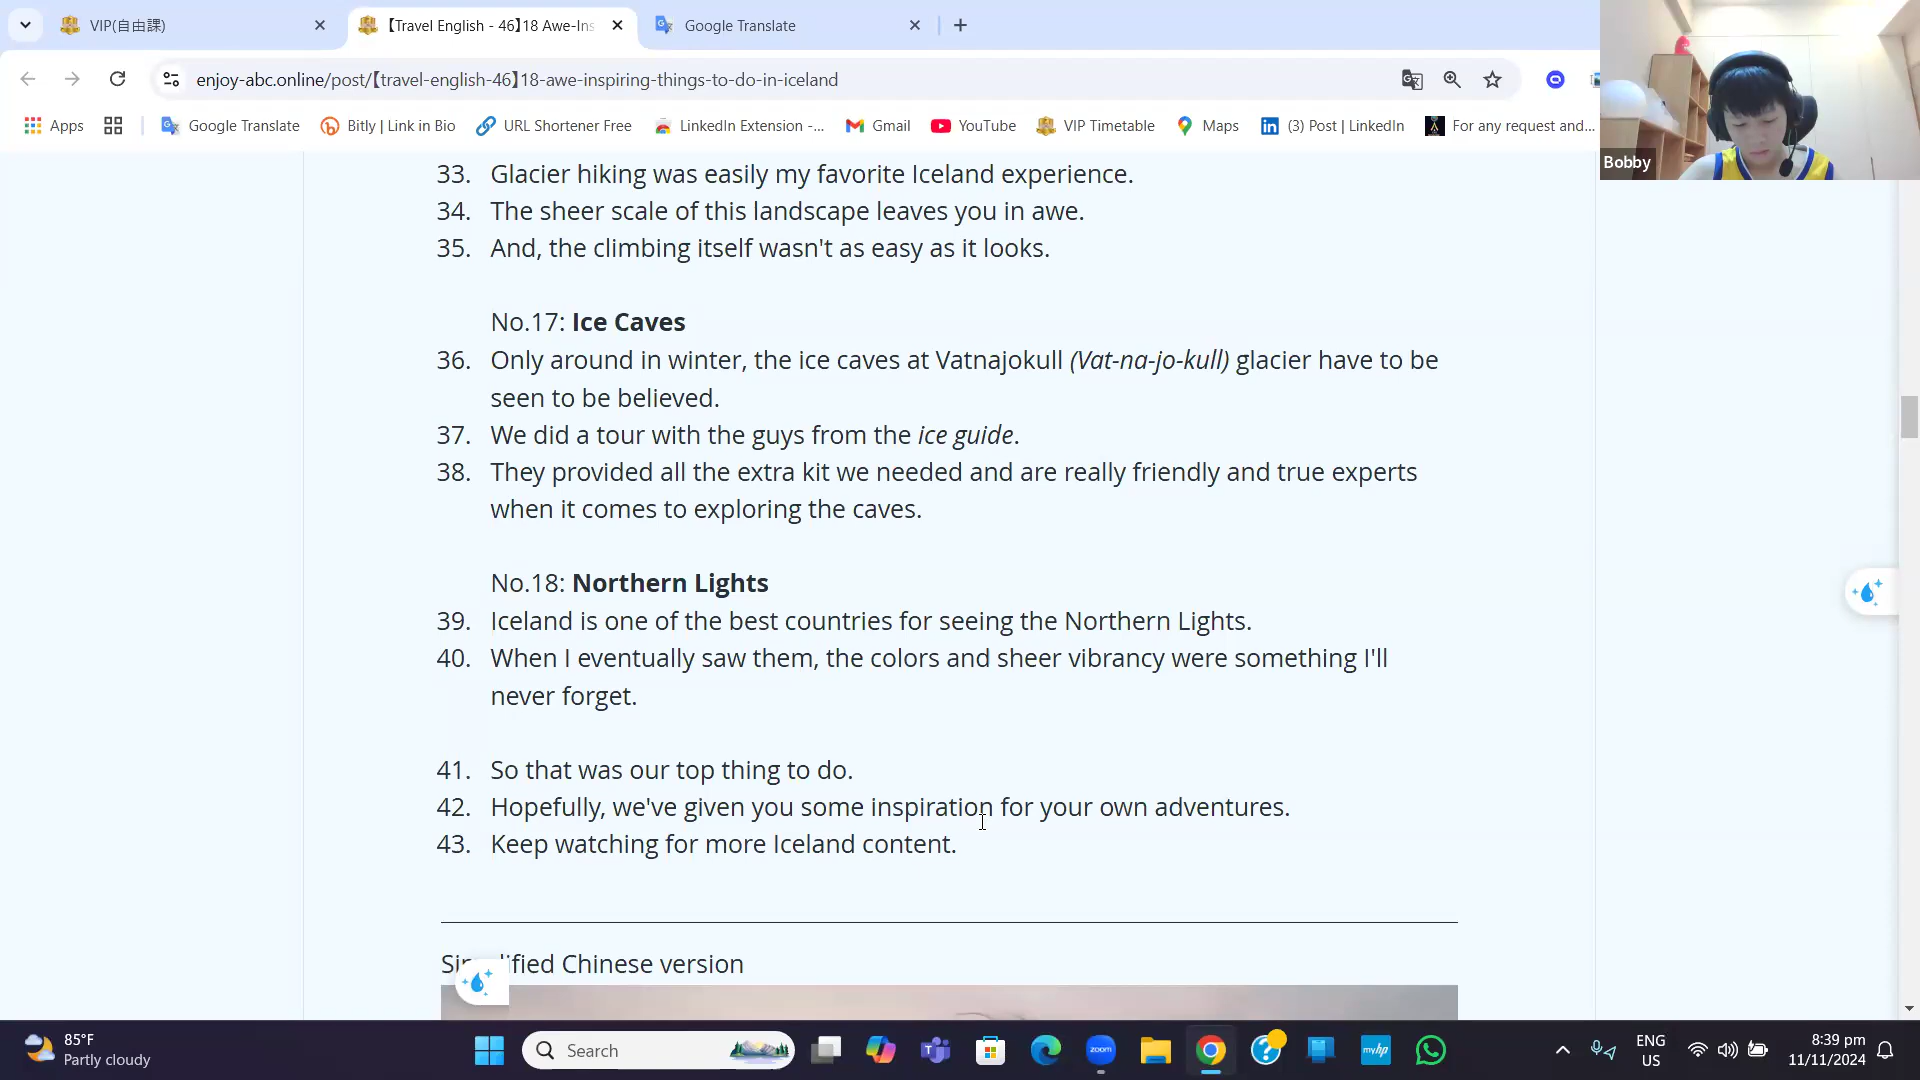 VIP(自由課)
【Travel English - 46】18 Awe-Ins
Google Translate
enjoy-abc.online/post/【travel-english-46】18-awe-inspiring-things-to-do-in-iceland
Apps
Google Translate
Bitly | Link in Bio
URL Shortener Free
LinkedIn Extension -...
Gmail
YouTube
VIP Timetable
Maps
(3) Post | LinkedIn
For any request and...
Bobby
33. Glacier hiking was easily my favorite Iceland experience.
34. The sheer scale of this landscape leaves you in awe.
35. And, the climbing itself wasn't as easy as it looks.
No.17: Ice Caves
36. Only around in winter, the ice caves at Vatnajokull (Vat-na-jo-kull) glacier have to be
seen to be believed.
37. We did a tour with the guys from the ice guide.
38. They provided all the extra kit we needed and are really friendly and true experts
when it comes to exploring the caves.
No.18: Northern Lights
39. Iceland is one of the best countries for seeing the Northern Lights.
40. When I eventually saw them, the colors and sheer vibrancy were something I'll
never forget.
41. So that was our top thing to do.
42. Hopefully, we've given you some inspiration for your own adventures.
43. Keep watching for more Iceland content.
Chinese version
85°F
Partly cloudy
Search
zoom
myhp
ENG
US
8:39 pm
11/11/2024